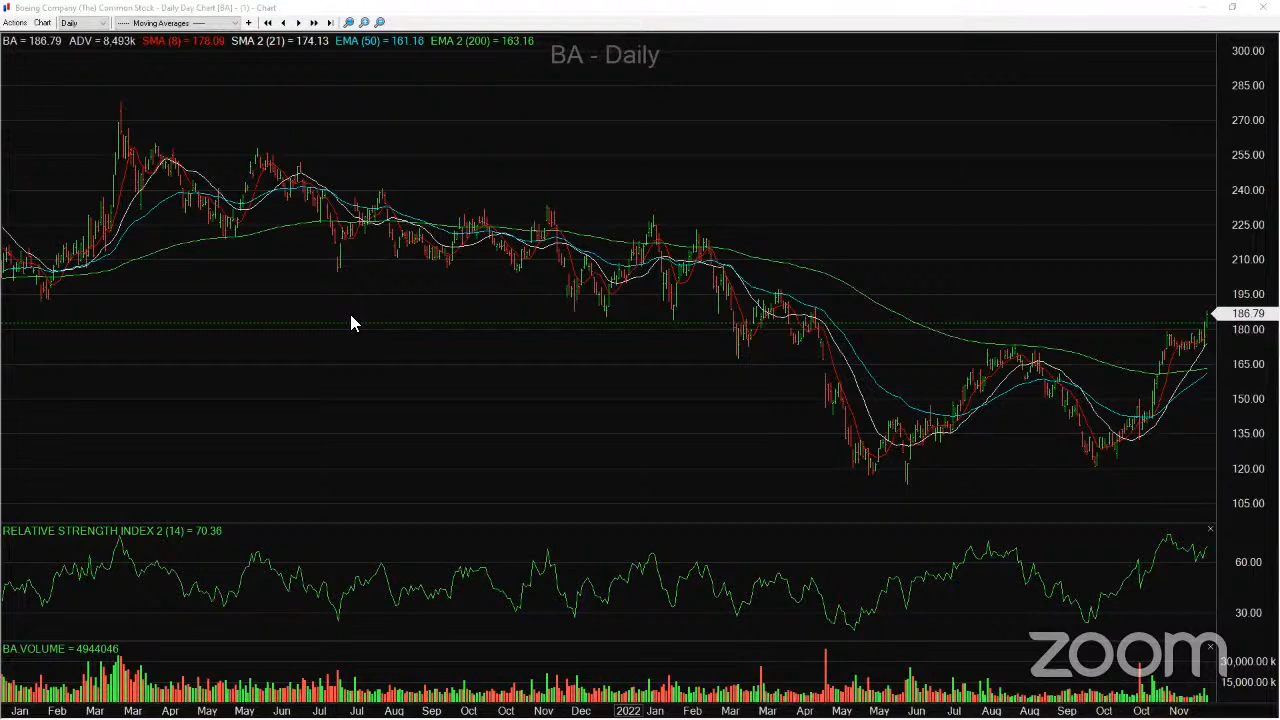 Boeing Company (The) Common Stock - Daily Day Chart [BA] - (1) - Chart
Actions Chart Daily Moving Averages
BA = 186.79 ADV = 8,493k SMA (8) = 178.09 SMA 2 (21) = 174.13 EMA (50) = 161.16 EMA 2 (200) = 163.16
BA - Daily
300.00
285.00
270.00
255.00
240.00
225.00
210.00
195.00
186.79
180.00
165.00
150.00
135.00
120.00
105.00
RELATIVE STRENGTH INDEX 2 (14) = 70.36
60.00
30.00
BA.VOLUME = 4944046
zoom
30,000.00 k
15,000.00 k
Jan Feb Mar Mar Apr May May Jun Jul Jul Aug Sep Oct Oct Nov Dec 2022 Jan Feb Mar Mar Apr May May Jun Jul Aug Aug Sep Oct Oct Nov